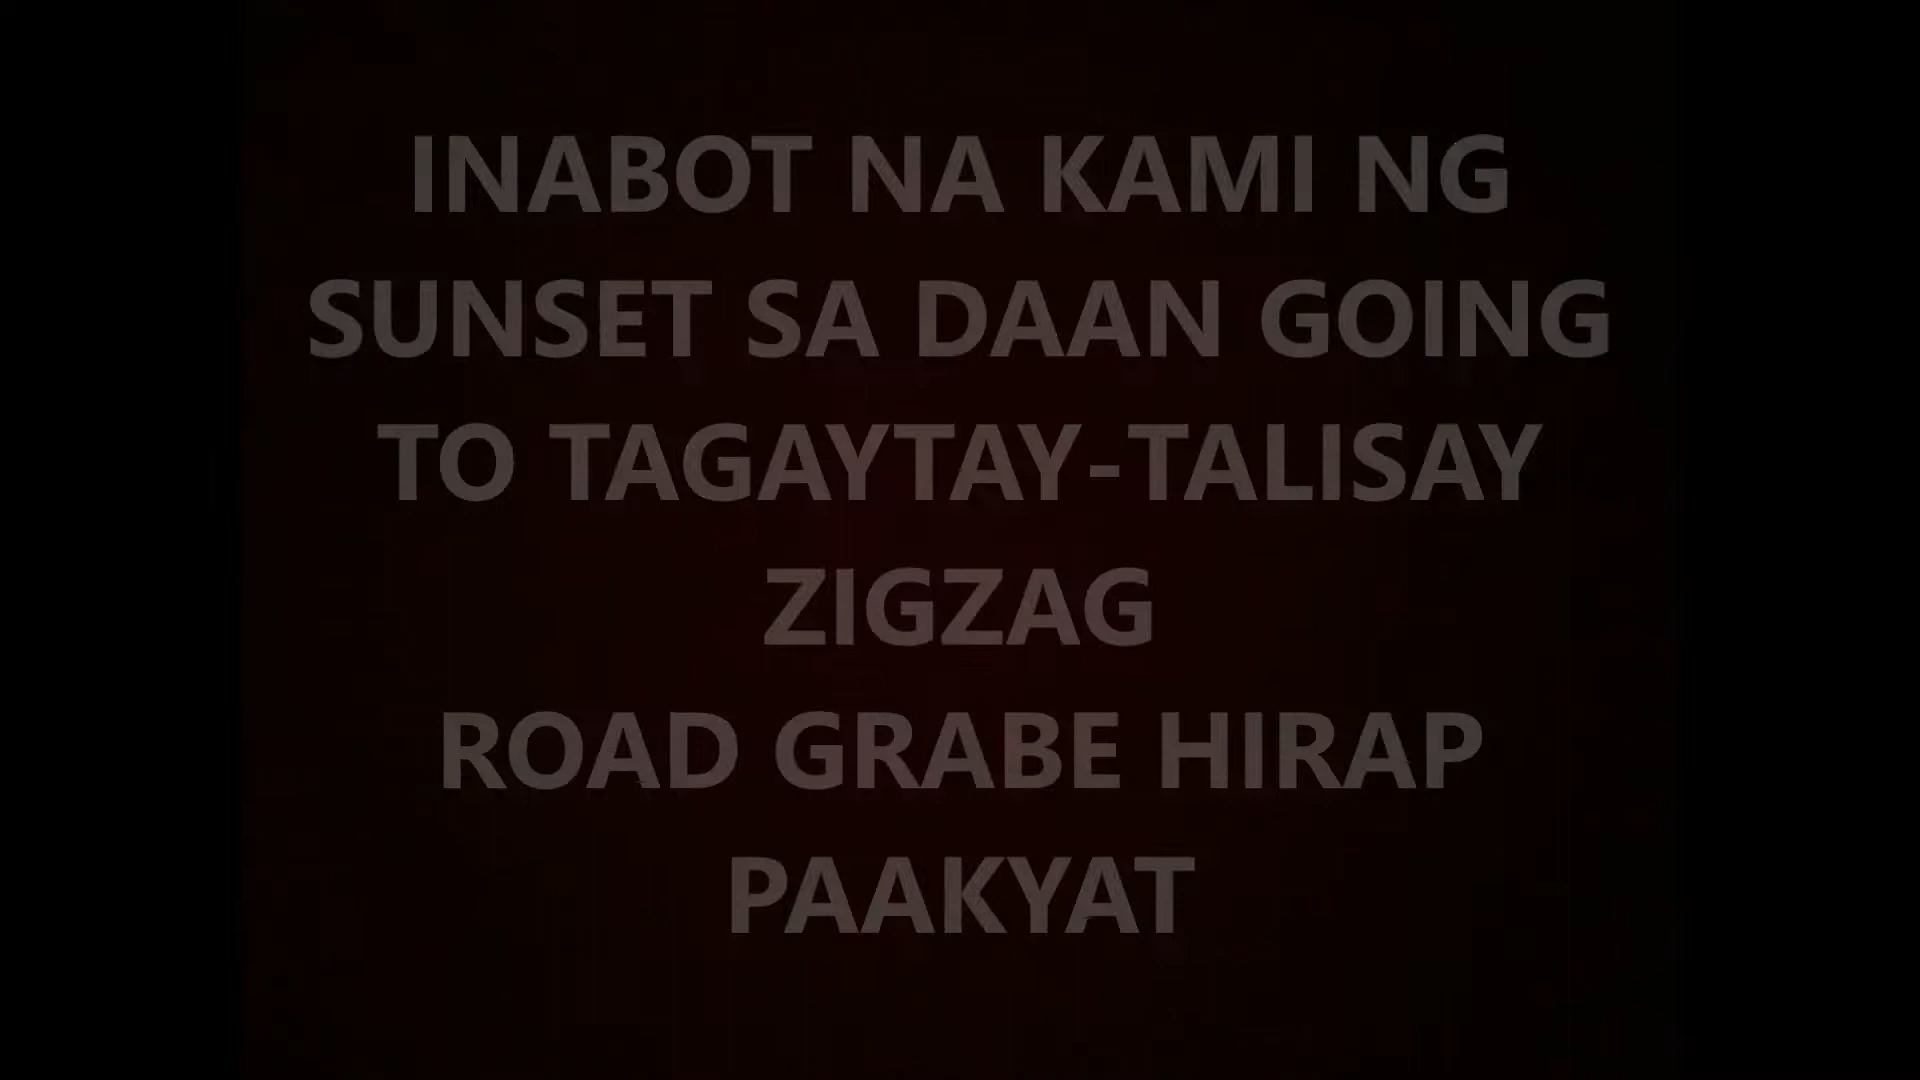 INABOT NA KAMI NG
SUNSET SA DAAN GOING
TO TAGAYTAY-TALISAY
ZIGZAG
ROAD GRABE HIRAP
PAAKYAT